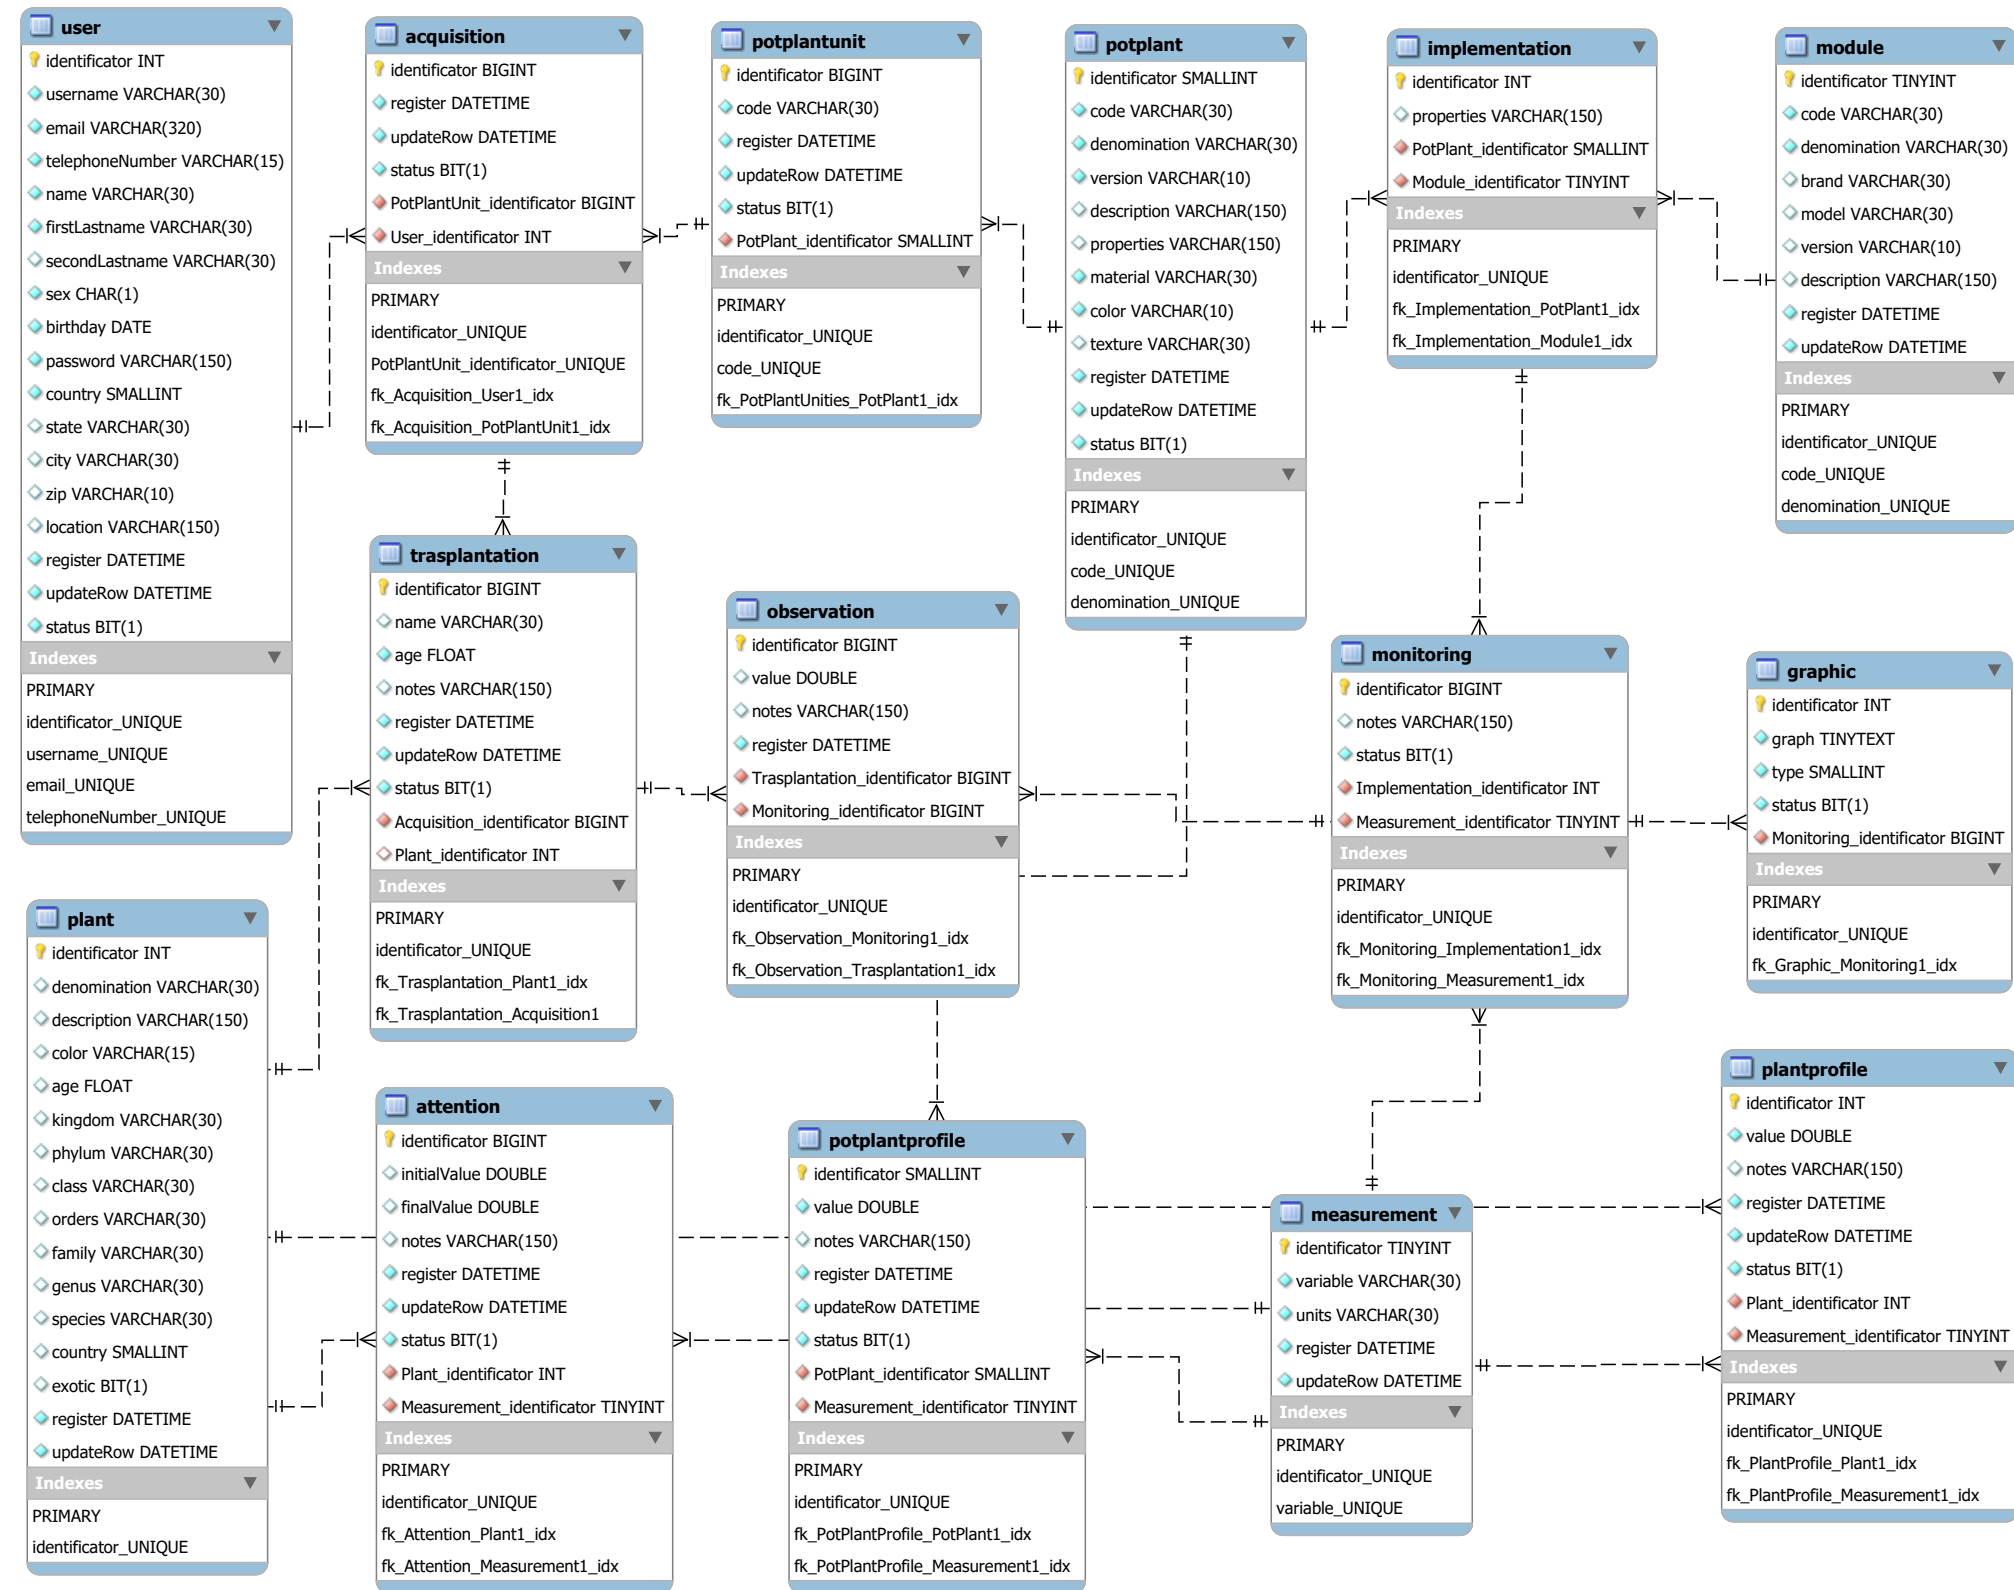 user
identificator INT
username VARCHAR(30)
email VARCHAR(320)
telephoneNumber VARCHAR(15)
name VARCHAR(30)
firstLastname VARCHAR(30)
secondLastname VARCHAR(30)
sex CHAR(1)
birthday DATE
password VARCHAR(150)
country SMALLINT
state VARCHAR(30)
city VARCHAR(30)
zip VARCHAR(10)
location VARCHAR(150)
register DATETIME
updateRow DATETIME
status BIT(1)
Indexes
PRIMARY
identificator_UNIQUE
username_UNIQUE
email_UNIQUE
telephoneNumber_UNIQUE
acquisition
identificator BIGINT
register DATETIME
updateRow DATETIME
status BIT(1)
PotPlantUnit_identificator BIGINT
User_identificator INT
Indexes
PRIMARY
identificator_UNIQUE
PotPlantUnit_identificator_UNIQUE
fk_Acquisition_User1_idx
fk_Acquisition_PotPlantUnit1_idx
potplantunit
identificator BIGINT
code VARCHAR(30)
register DATETIME
updateRow DATETIME
status BIT(1)
PotPlant_identificator SMALLINT
Indexes
PRIMARY
identificator_UNIQUE
code_UNIQUE
fk_PotPlantUnities_PotPlant1_idx
potplant
identificator SMALLINT
code VARCHAR(30)
denomination VARCHAR(30)
version VARCHAR(10)
description VARCHAR(150)
properties VARCHAR(150)
material VARCHAR(30)
color VARCHAR(10)
texture VARCHAR(30)
register DATETIME
updateRow DATETIME
status BIT(1)
Indexes
PRIMARY
identificator_UNIQUE
code_UNIQUE
denomination_UNIQUE
implementation
identificator INT
properties VARCHAR(150)
PotPlant_identificator SMALLINT
Module_identificator TINYINT
Indexes
PRIMARY
identificator_UNIQUE
fk_Implementation_PotPlant1_idx
fk_Implementation_Module1_idx
module
identificator TINYINT
code VARCHAR(30)
denomination VARCHAR(30)
brand VARCHAR(30)
model VARCHAR(30)
version VARCHAR(10)
description VARCHAR(150)
register DATETIME
updateRow DATETIME
Indexes
PRIMARY
identificator_UNIQUE
code_UNIQUE
denomination_UNIQUE
trasplantation
identificator BIGINT
name VARCHAR(30)
age FLOAT
notes VARCHAR(150)
register DATETIME
updateRow DATETIME
status BIT(1)
Acquisition_identificator BIGINT
Plant_identificator INT
Indexes
PRIMARY
identificator_UNIQUE
fk_Trasplantation_Plant1_idx
fk_Trasplantation_Acquisition1
observation
identificator BIGINT
value DOUBLE
notes VARCHAR(150)
register DATETIME
Trasplantation_identificator BIGINT
Monitoring_identificator BIGINT
Indexes
PRIMARY
identificator_UNIQUE
fk_Observation_Monitoring1_idx
fk_Observation_Trasplantation1_idx
monitoring
identificator BIGINT
notes VARCHAR(150)
status BIT(1)
Implementation_identificator INT
Measurement_identificator TINYINT
Indexes
PRIMARY
identificator_UNIQUE
fk_Monitoring_Implementation1_idx
fk_Monitoring_Measurement1_idx
graphic
identificator INT
graph TINYTEXT
type SMALLINT
status BIT(1)
Monitoring_identificator BIGINT
Indexes
PRIMARY
identificator_UNIQUE
fk_Graphic_Monitoring1_idx
plant
identificator INT
denomination VARCHAR(30)
description VARCHAR(150)
color VARCHAR(15)
age FLOAT
kingdom VARCHAR(30)
phylum VARCHAR(30)
class VARCHAR(30)
orders VARCHAR(30)
family VARCHAR(30)
genus VARCHAR(30)
species VARCHAR(30)
country SMALLINT
exotic BIT(1)
register DATETIME
updateRow DATETIME
Indexes
PRIMARY
identificator_UNIQUE
attention
identificator BIGINT
initialValue DOUBLE
finalValue DOUBLE
notes VARCHAR(150)
register DATETIME
updateRow DATETIME
status BIT(1)
Plant_identificator INT
Measurement_identificator TINYINT
Indexes
PRIMARY
identificator_UNIQUE
fk_Attention_Plant1_idx
fk_Attention_Measurement1_idx
potplantprofile
identificator SMALLINT
value DOUBLE
notes VARCHAR(150)
register DATETIME
updateRow DATETIME
status BIT(1)
PotPlant_identificator SMALLINT
Measurement_identificator TINYINT
Indexes
PRIMARY
identificator_UNIQUE
fk_PotPlantProfile_PotPlant1_idx
fk_PotPlantProfile_Measurement1_idx
measurement
identificator TINYINT
variable VARCHAR(30)
units VARCHAR(30)
register DATETIME
updateRow DATETIME
Indexes
PRIMARY
identificator_UNIQUE
variable_UNIQUE
plantprofile
identificator INT
value DOUBLE
notes VARCHAR(150)
register DATETIME
updateRow DATETIME
status BIT(1)
Plant_identificator INT
Measurement_identificator TINYINT
Indexes
PRIMARY
identificator_UNIQUE
fk_PlantProfile_Plant1_idx
fk_PlantProfile_Measurement1_idx